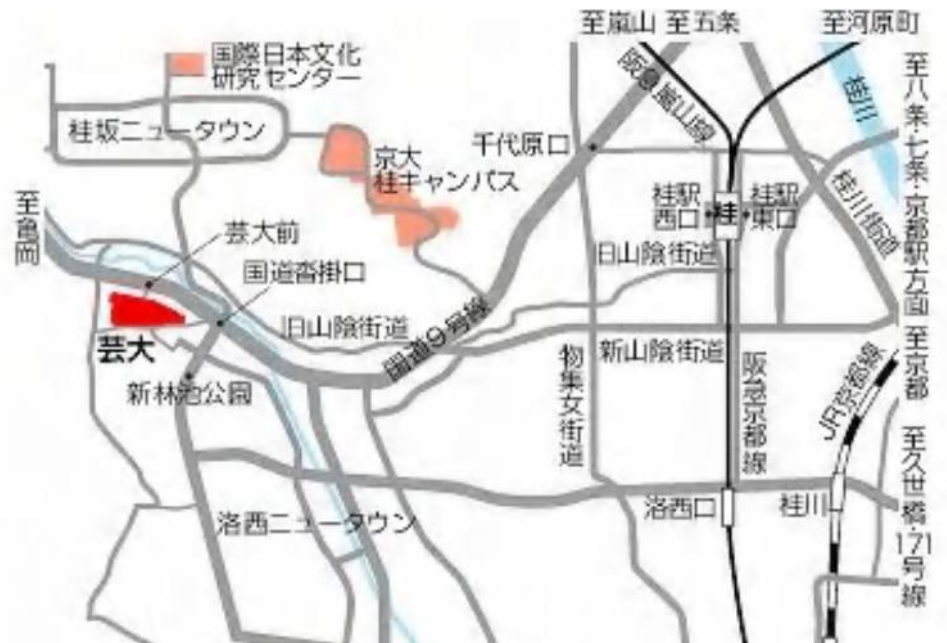 至嵐山 至五条
至河原町
国際日本文化
研究センター
阪急嵐山線
桂川
至八条・七条・京都駅方面
桂坂ニュータウン
千代原口
京大
桂キャンパス
桂駅
西口
桂
桂駅
東口
桂川街道
至亀岡
芸大前
国道沓掛口
旧山陰街道
旧山陰街道
国道9号線
芸大
新林池公園
新山陰街道
物集女街道
阪急京都線
JR京都線
至京都
至久世橋・171号線
洛西ニュータウン
洛西口
桂川